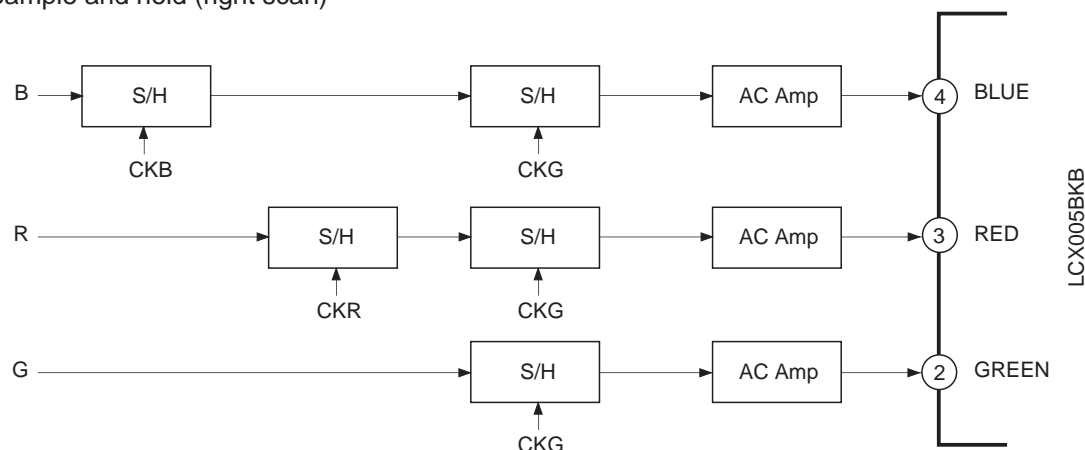 sample and hold (right scan)
B S/H S/H AC Amp 4 BLUE
CKB CKG
R S/H S/H AC Amp 3 RED
CKR CKG
G S/H AC Amp 2 GREEN
CKG
LCX005BKB